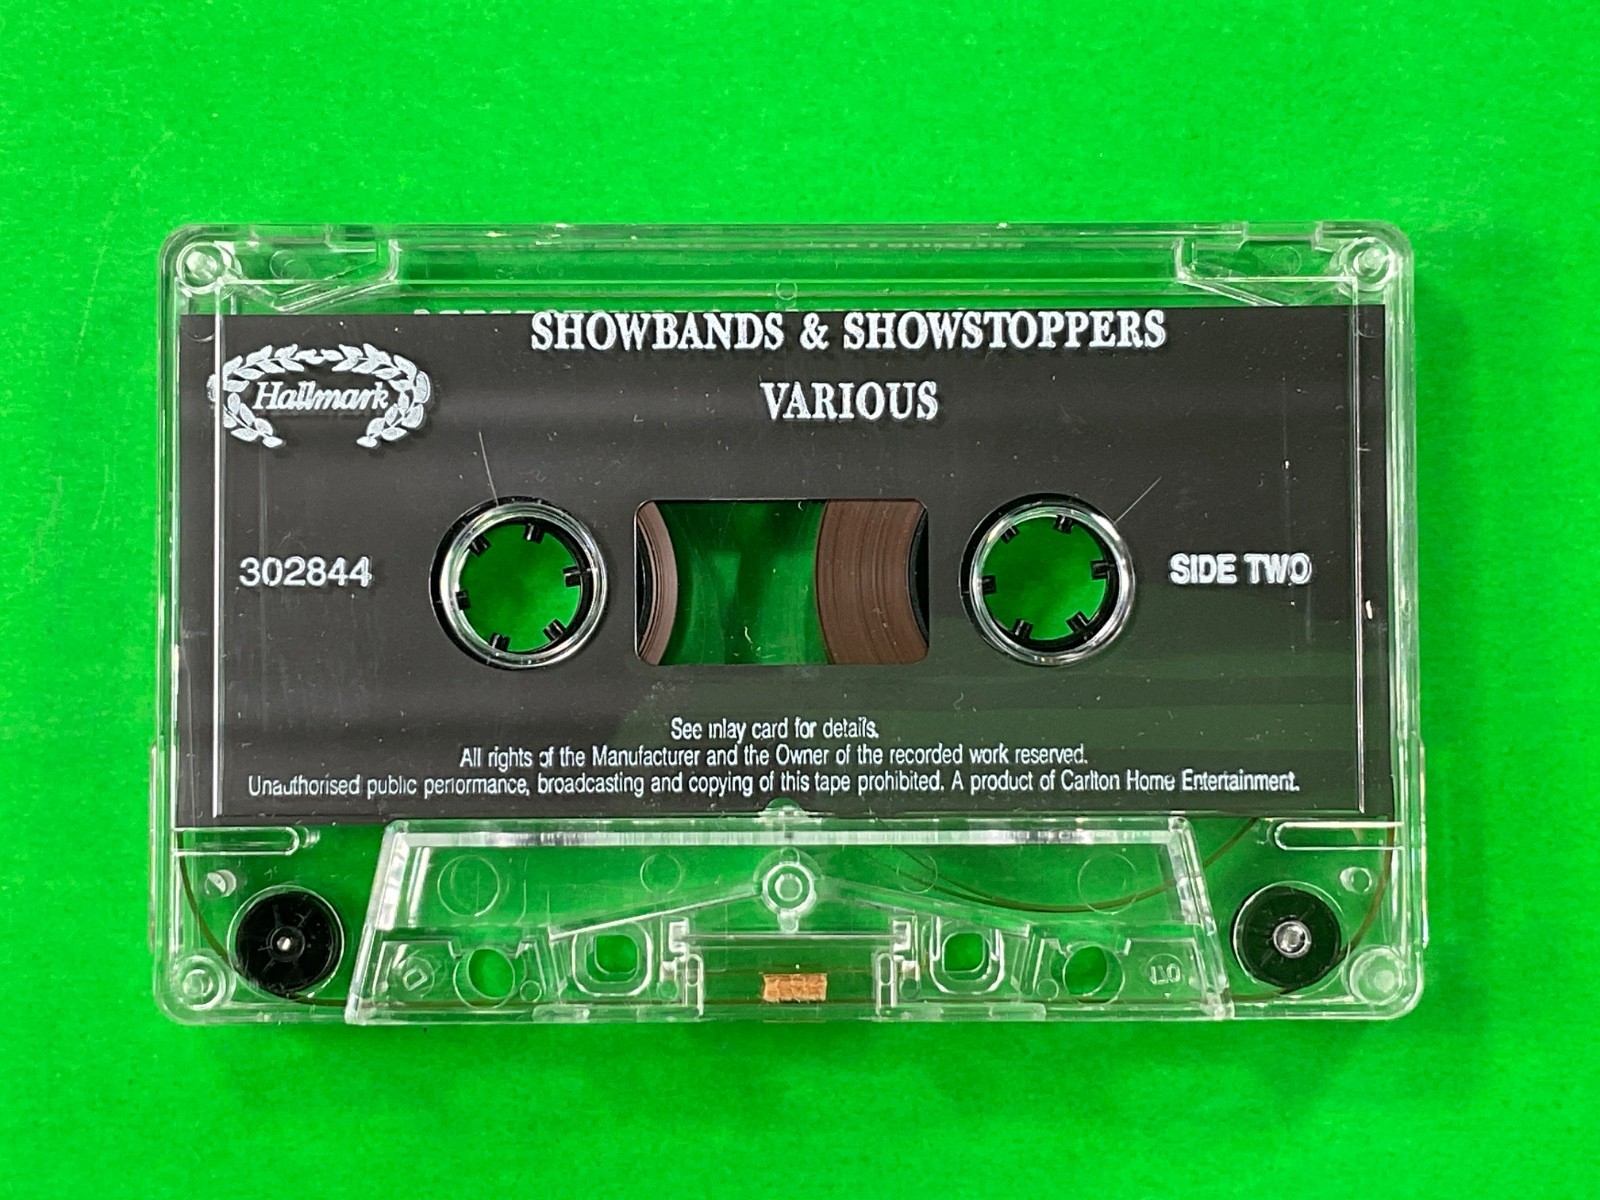 SHOWBANDS & SHOWSTOPPERS
VARIOUS
Hallmark
302844
SIDE TWO
See inlay card for details.
All rights of the Manufacturer and the Owner of the recorded work reserved.
Unauthorised public performance, broadcasting and copying of this tape prohibited. A product of Carlton Home Entertainment.